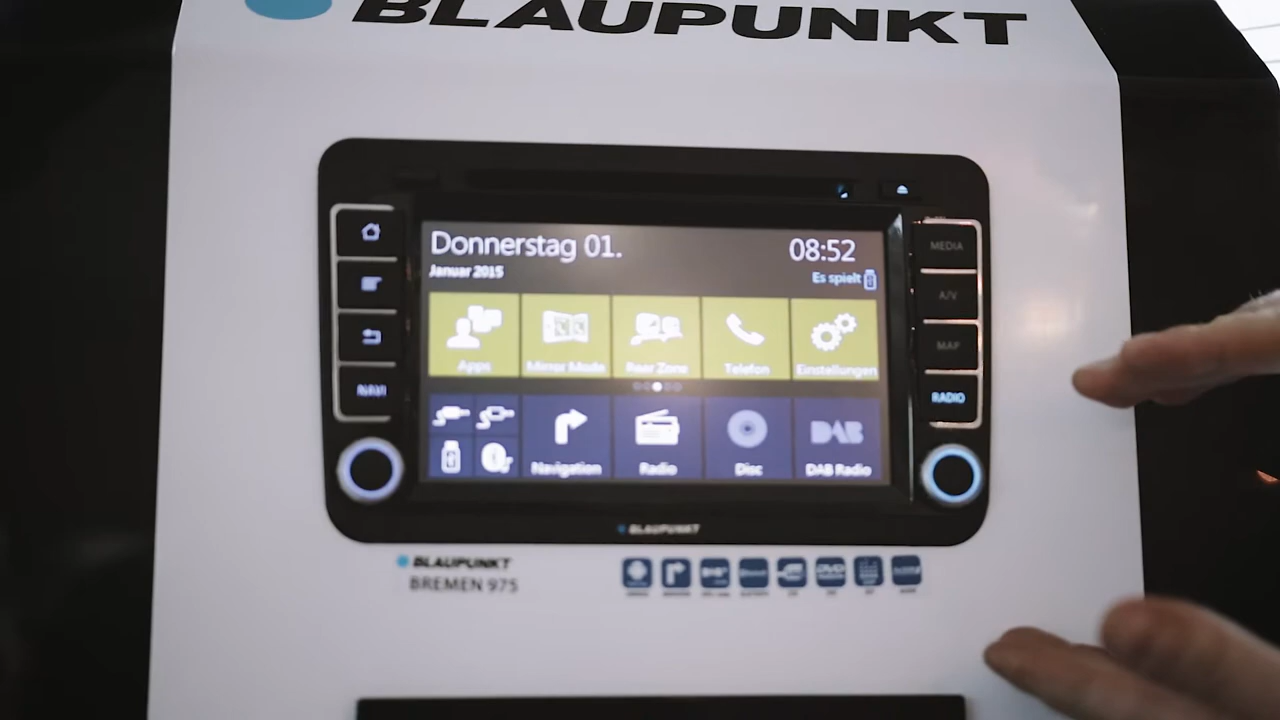 BLAUPUNKT
Donnerstag 01.
08:52
Januar 2015
Es spielt
Apps
Mirror Mode
Rear Zone
Telefon
Einstellungen
Navigation
Radio
Disc
DAB
DAB Radio
NAVI
MEDIA
A/V
MAP
RADIO
BLAUPUNKT
BLAUPUNKT
BREMEN 975